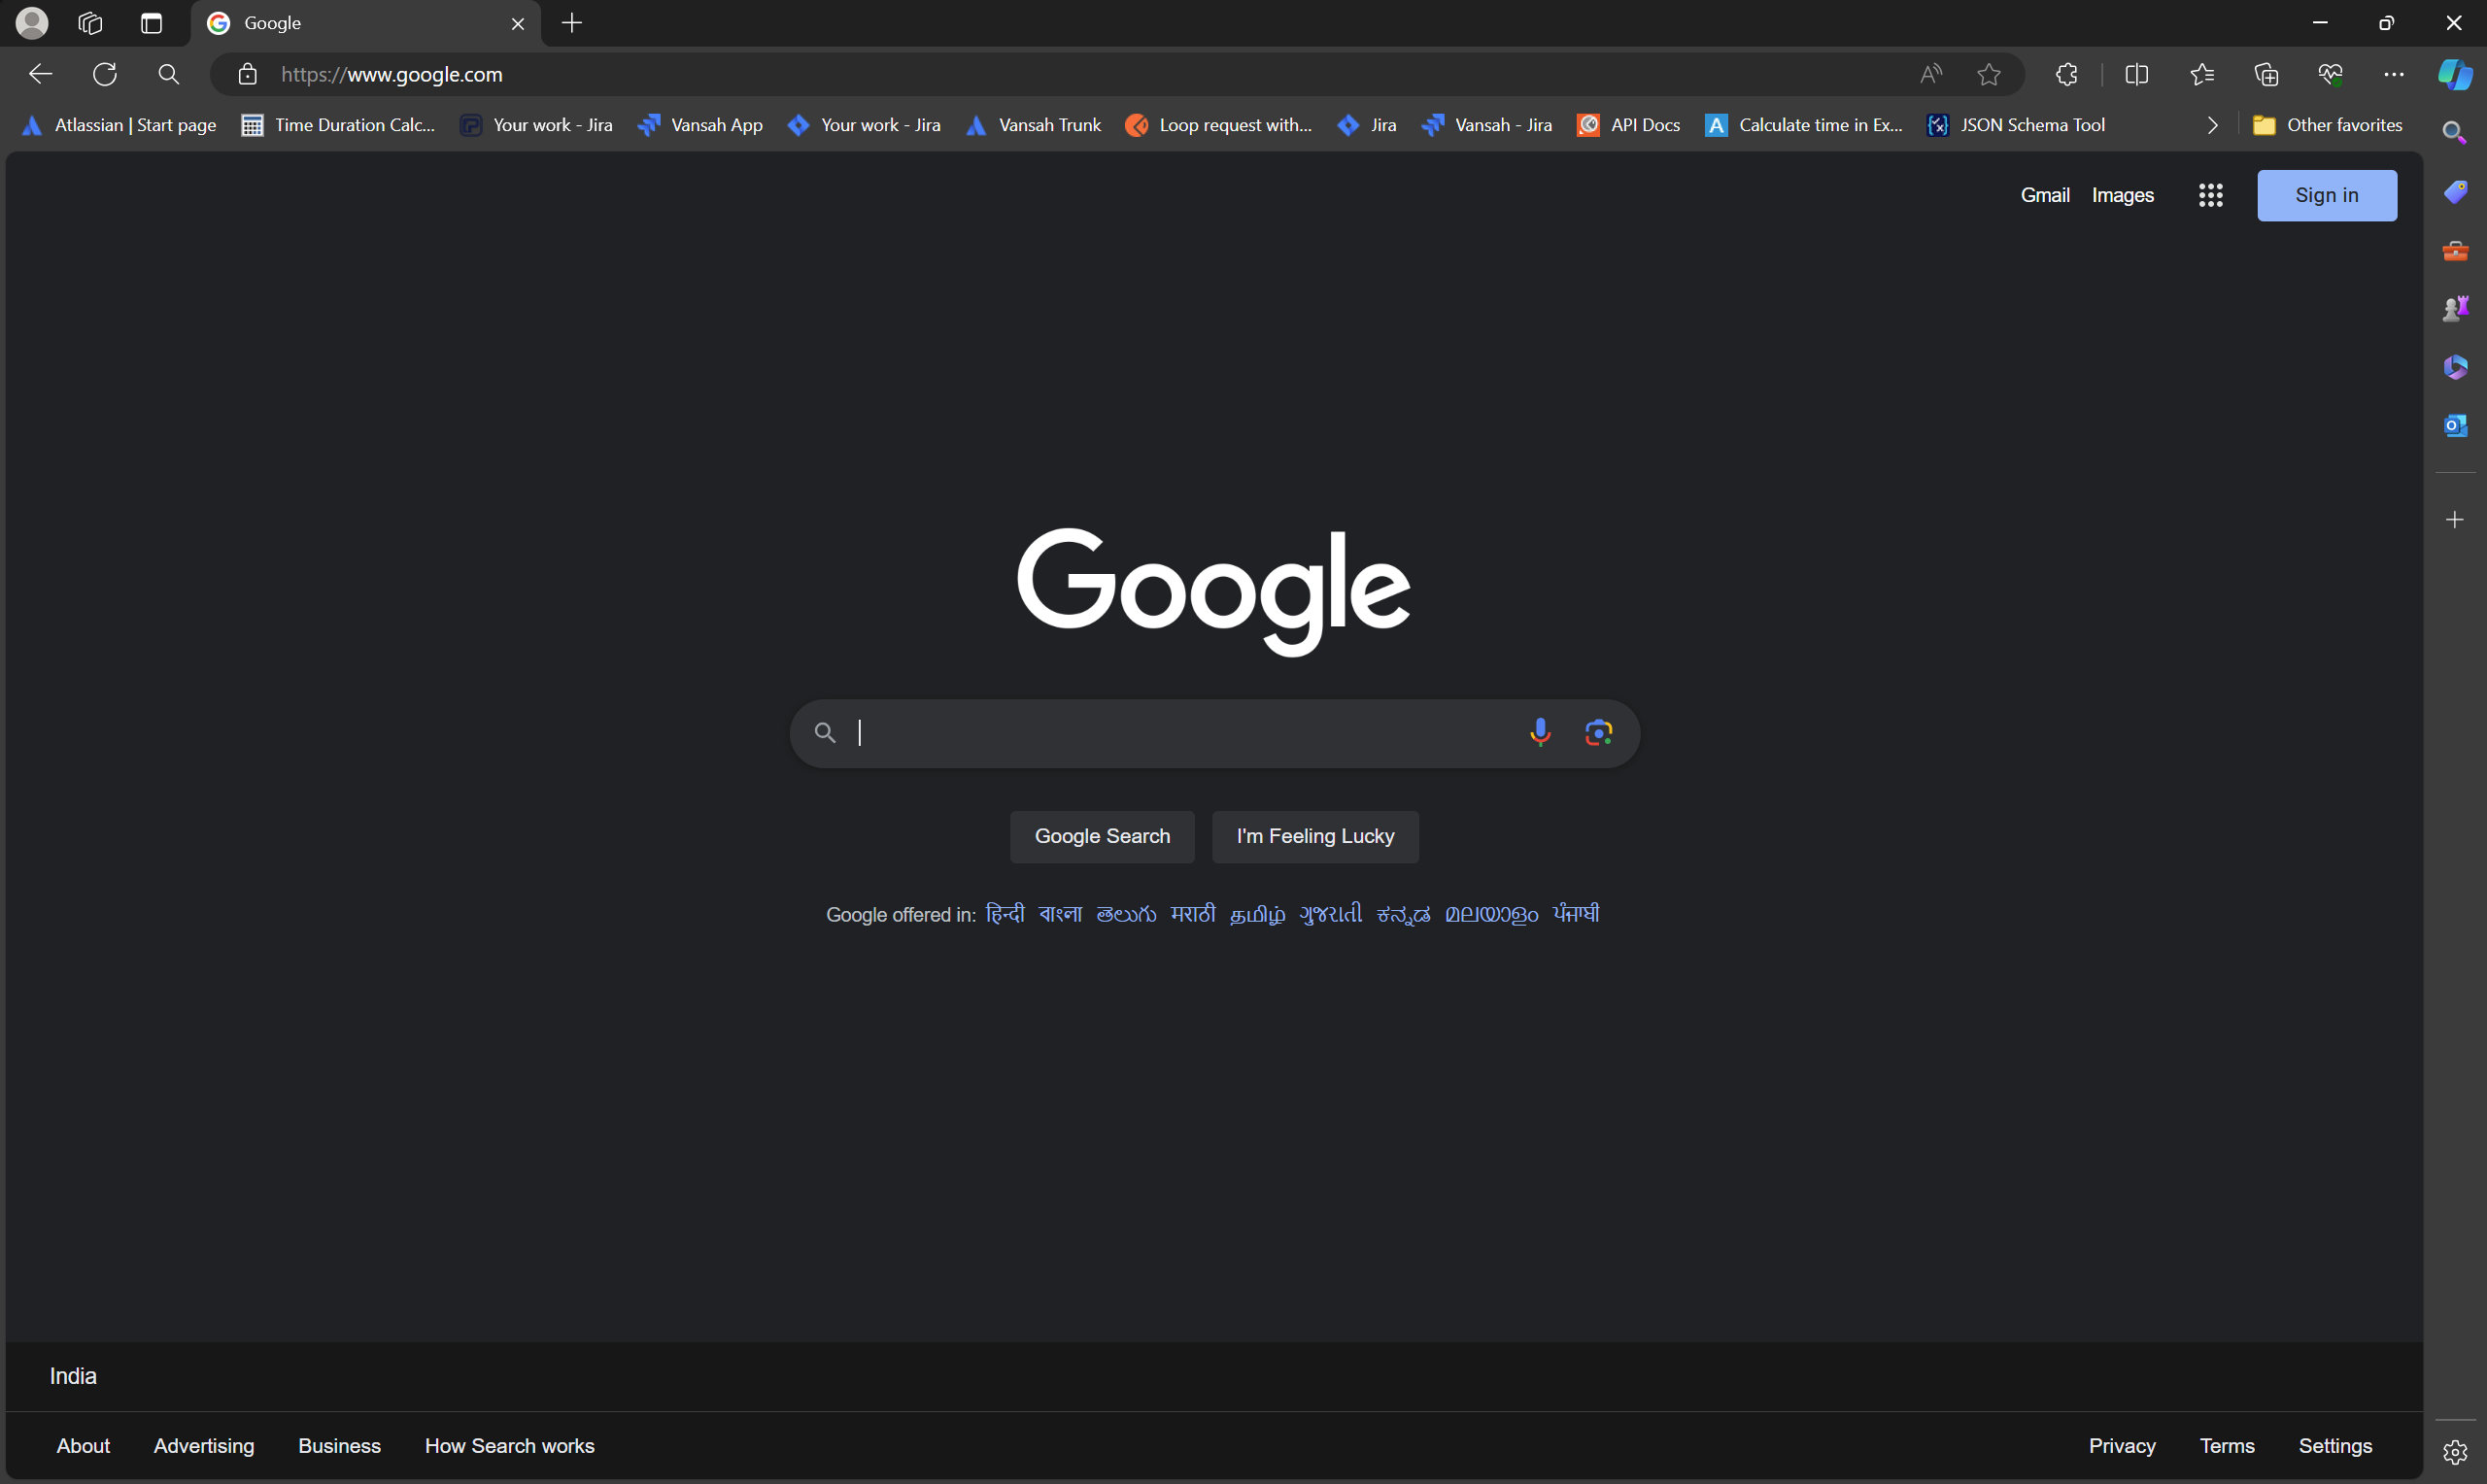 Google
https://www.google.com
Atlassian | Start page Time Duration Calc... Your work - Jira Vansah App Your work - Jira Vansah Trunk Loop request with... Jira Vansah - Jira API Docs Calculate time in Ex... JSON Schema Tool Other favorites
Gmail Images Sign in
Google
Google Search I'm Feeling Lucky
Google offered in: हिन्दी বাংলা తెలుగు मराठी தமிழ் ગુજરાતી ಕನ್ನಡ മലയാളം ਪੰਜਾਬੀ
India
About Advertising Business How Search works Privacy Terms Settings